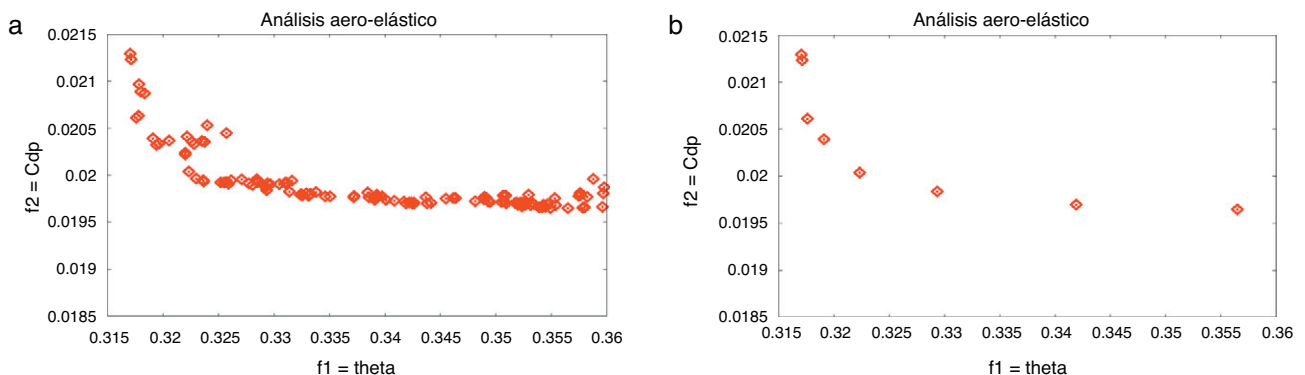 a
Análisis aero-elástico
0.0215
0.021
0.0205
0.02
0.0195
0.019
0.0185
f2 = Cdp
0.315 0.32 0.325 0.33 0.335 0.34 0.345 0.35 0.355 0.36
f1 = theta
b
Análisis aero-elástico
0.0215
0.021
0.0205
0.02
0.0195
0.019
0.0185
f2 = Cdp
0.315 0.32 0.325 0.33 0.335 0.34 0.345 0.35 0.355 0.36
f1 = theta